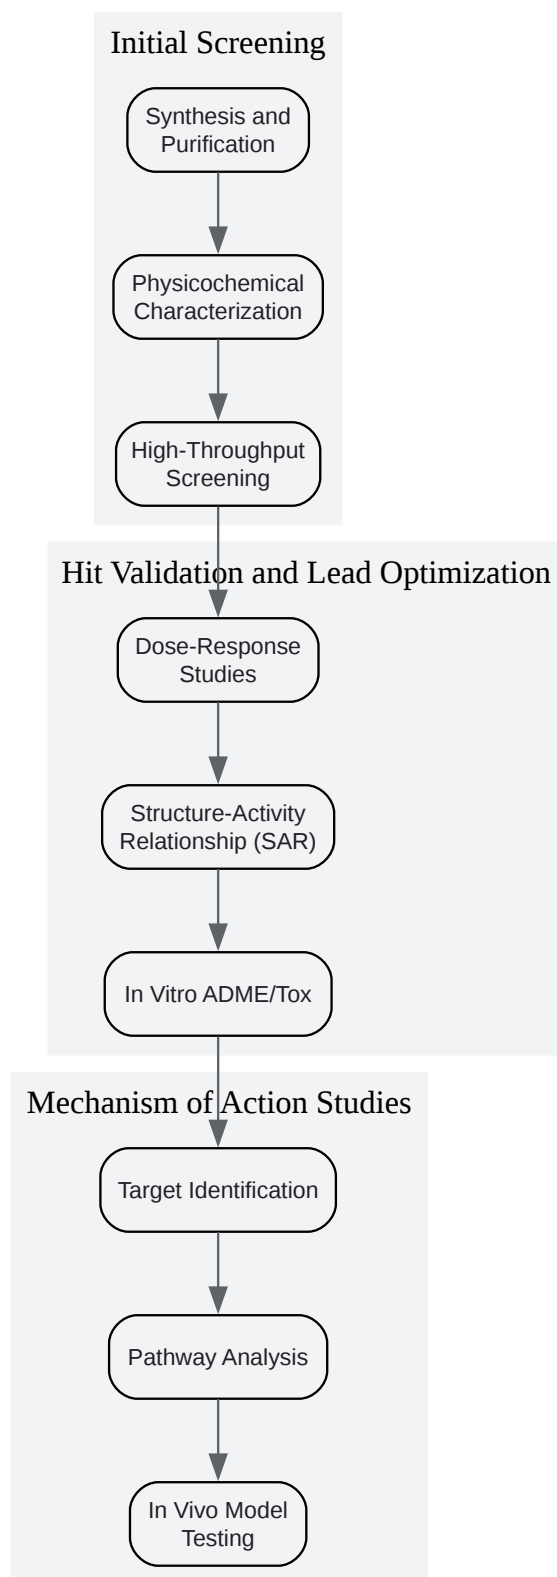 Initial Screening
Synthesis and
Purification
Physicochemical
Characterization
High-Throughput
Screening
Hit Validation and Lead Optimization
Dose-Response
Studies
Structure-Activity
Relationship (SAR)
In Vitro ADME/Tox
Mechanism of Action Studies
Target Identification
Pathway Analysis
In Vivo Model
Testing